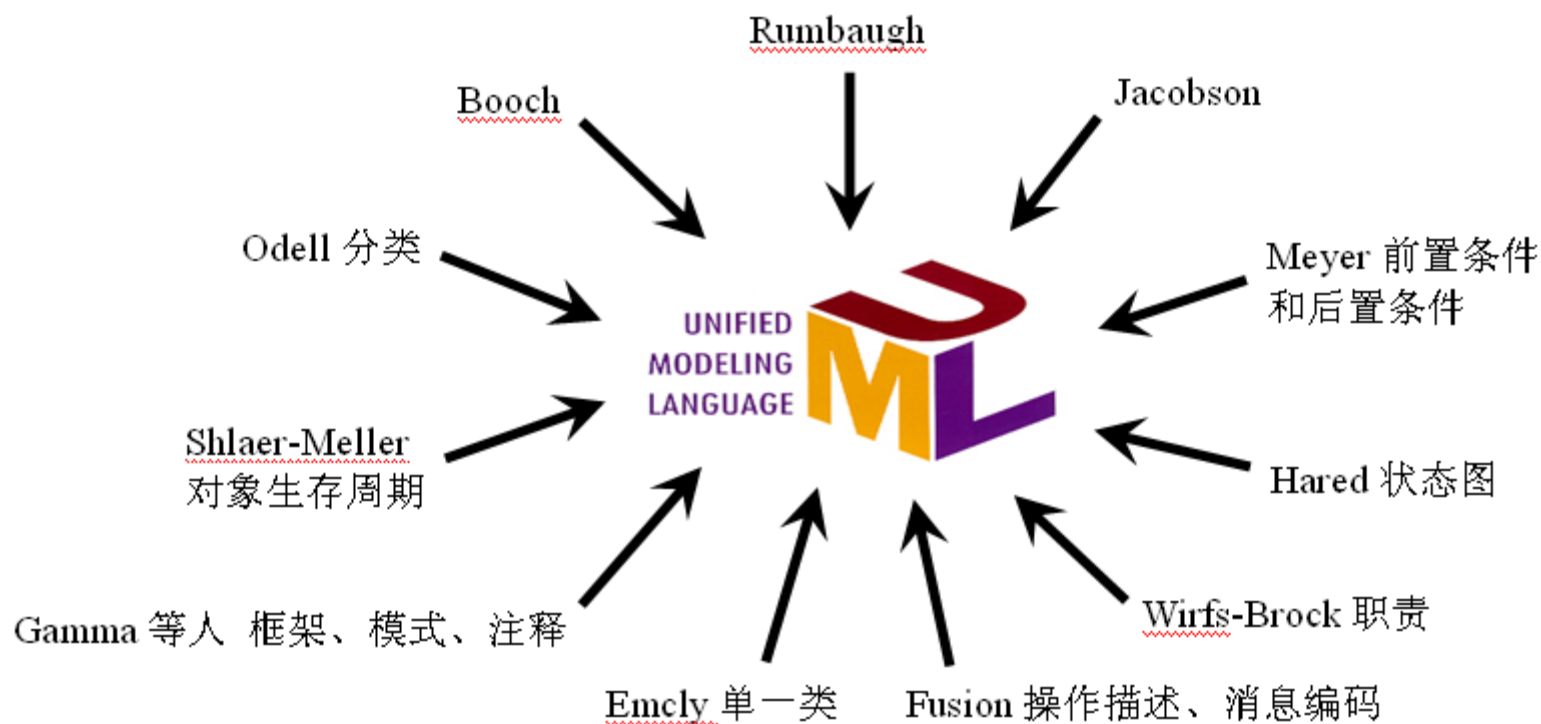 Rumbaugh
Booch
Jacobson
Odell 分类
Meyer 前置条件
和后置条件
UNIFIED
MODELING
LANGUAGE
UML
Shlaer-Meller
对象生存周期
Hared 状态图
Gamma 等人 框架、模式、注释
Wirfs-Brock 职责
Emcly 单一类
Fusion 操作描述、消息编码